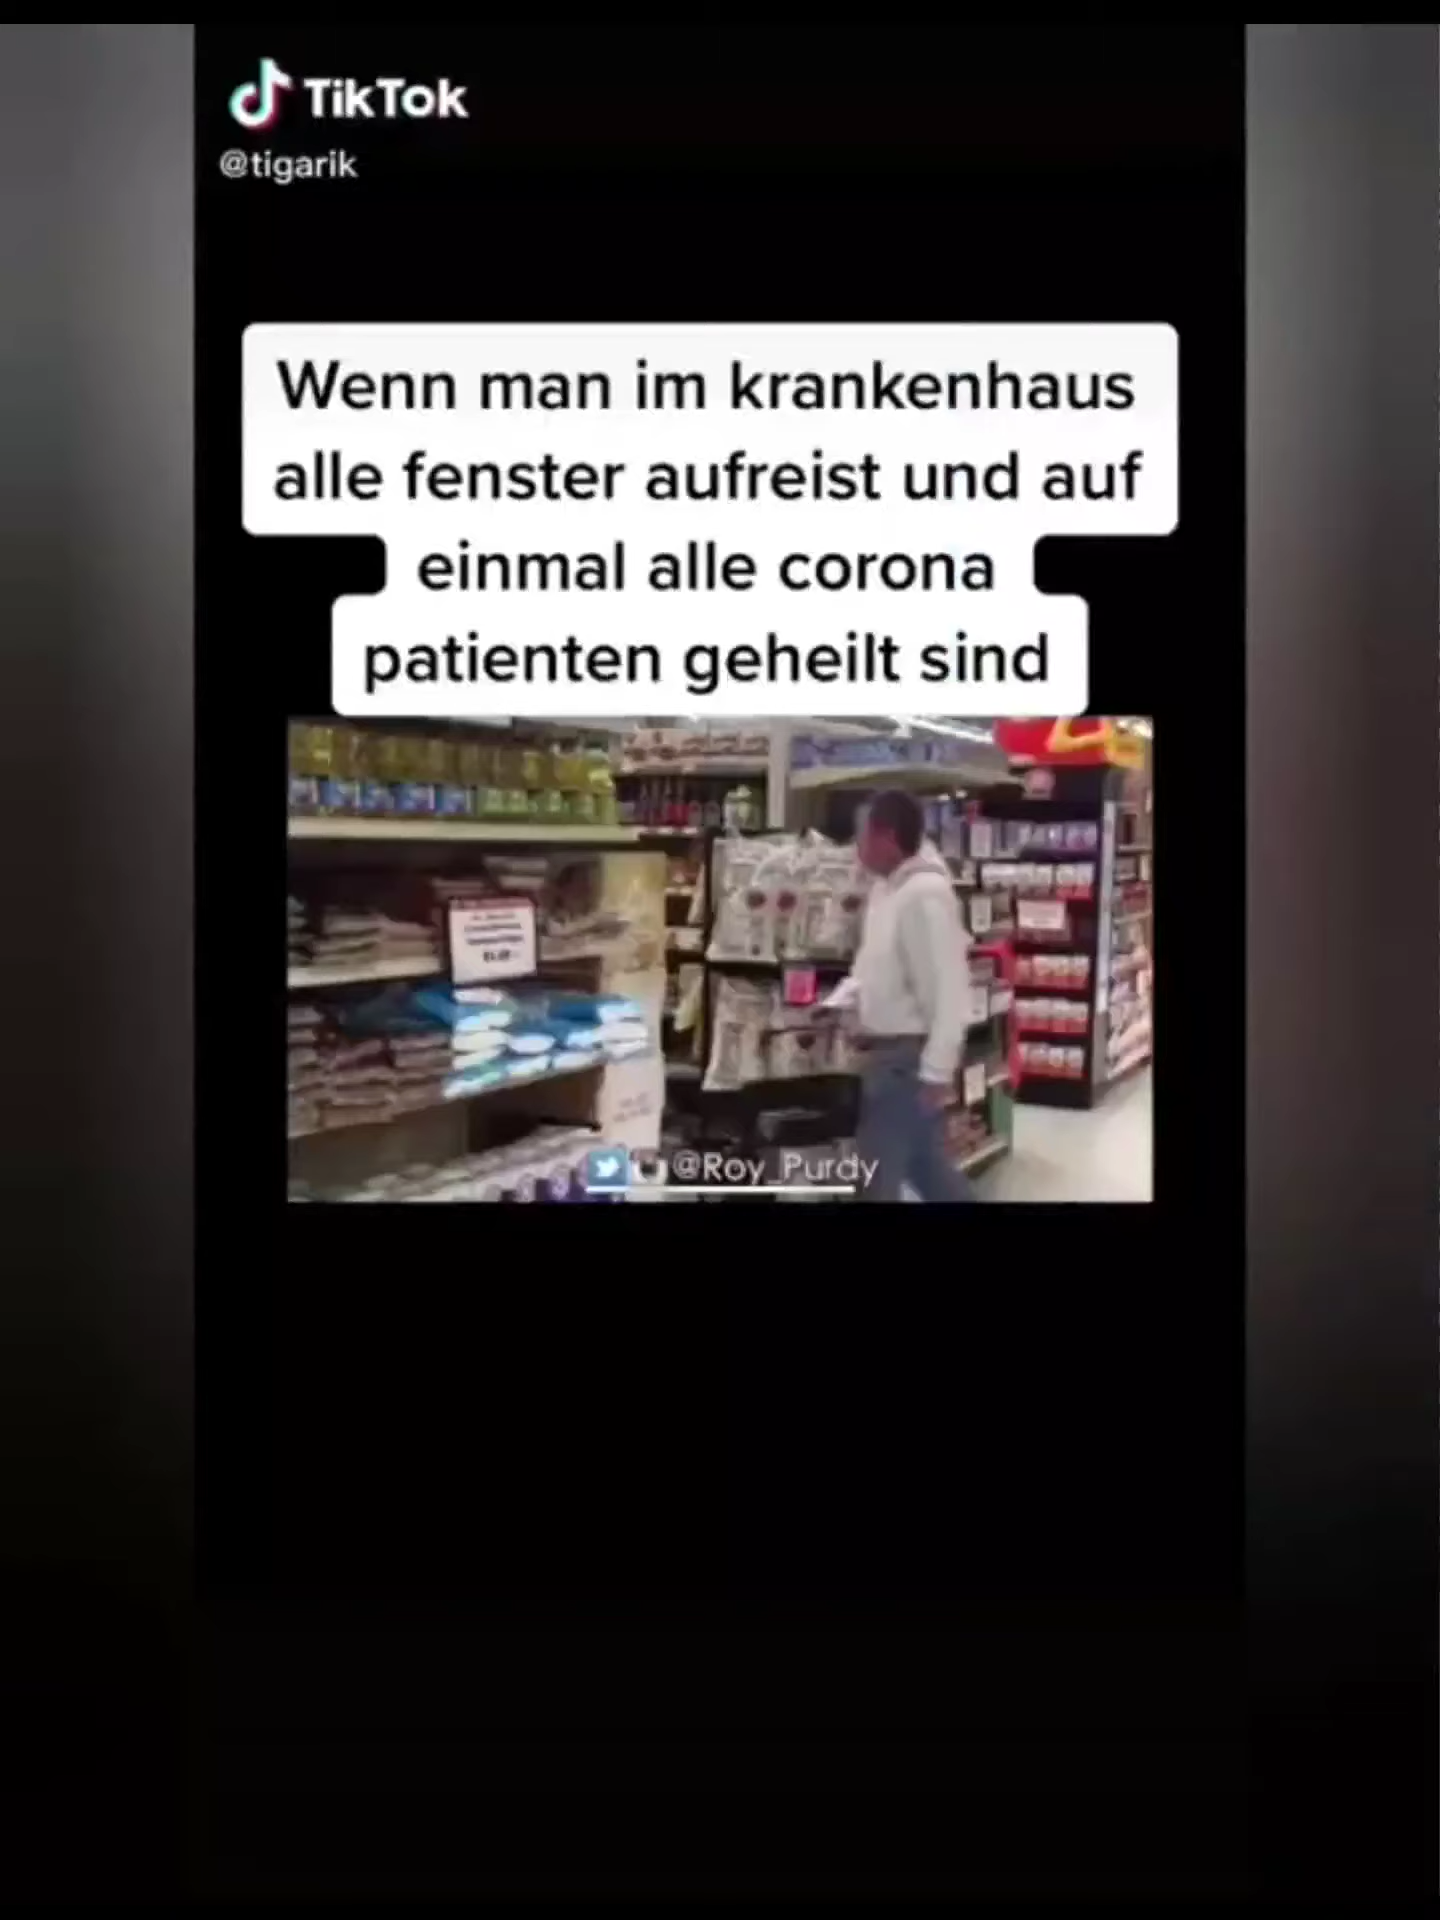 TikTok
@tigarik
Wenn man im krankenhaus
alle fenster aufreist und auf
einmal alle corona
patienten geheilt sind
@Roy_Purdy